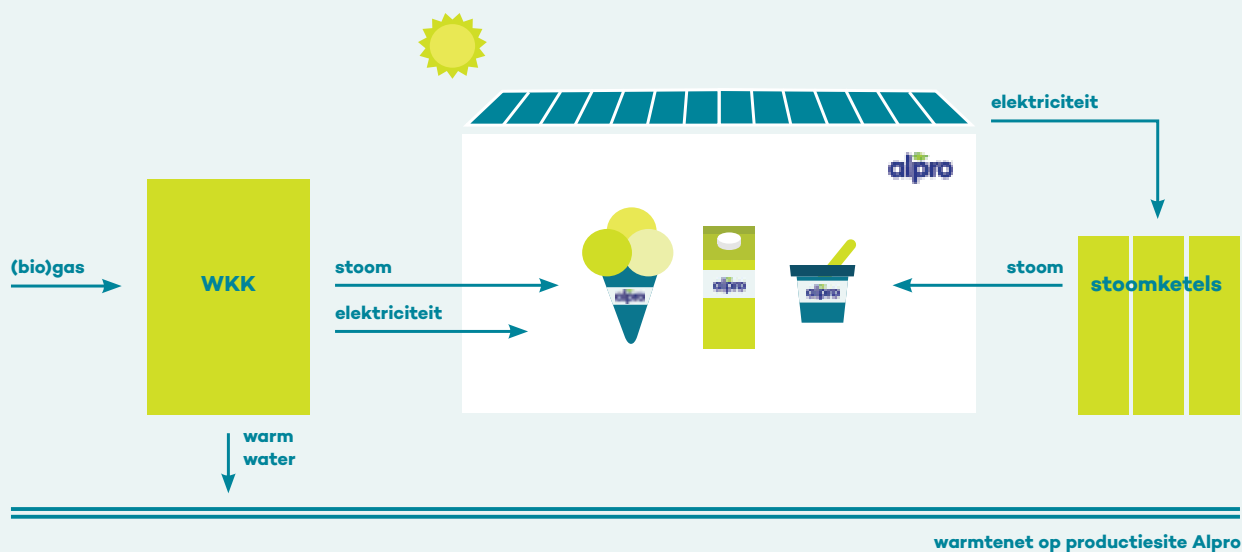 elektriciteit
alpro
(bio)gas
WKK
stoom
elektriciteit
alpro
alpro
alpro
stoom
stoomketels
warm
water
warmtenet op productiesite Alpro